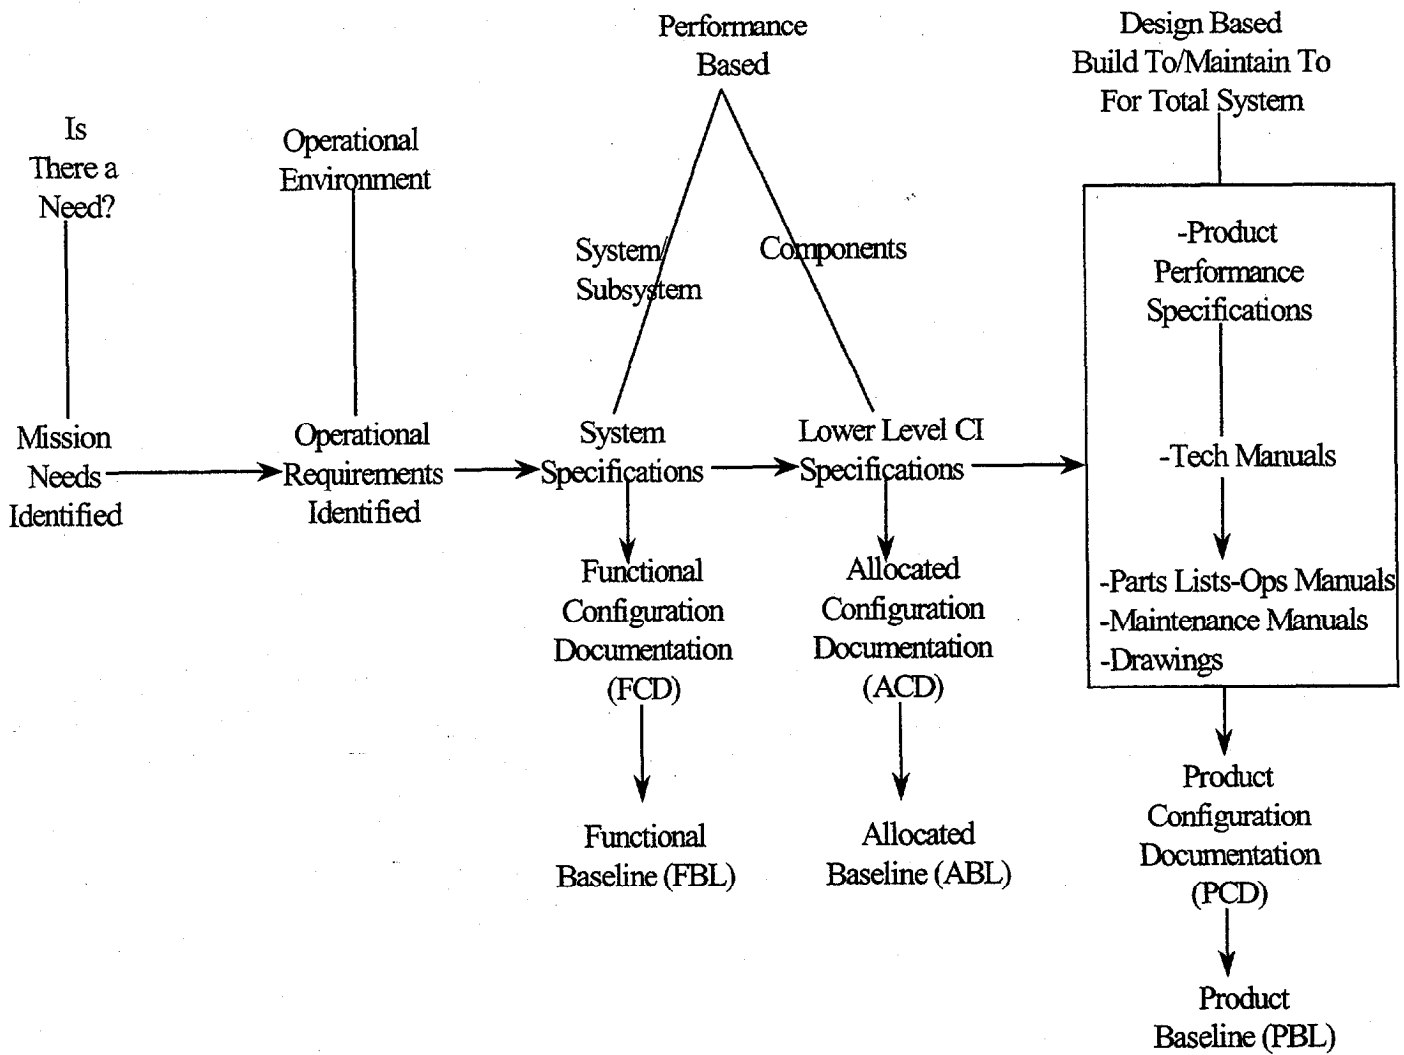 Performance
Based
Design Based
Build To/Maintain To
For Total System
Is
There a
Need?
Operational
Environment
System/
Subsystem
Components
-Product
Performance
Specifications
Mission
Needs
Identified
Operational
Requirements
Identified
System
Specifications
Lower Level CI
Specifications
-Tech Manuals
Functional
Configuration
Documentation
(FCD)
Allocated
Configuration
Documentation
(ACD)
-Parts Lists-Ops Manuals
-Maintenance Manuals
-Drawings
Functional
Baseline (FBL)
Allocated
Baseline (ABL)
Product
Configuration
Documentation
(PCD)
Product
Baseline (PBL)